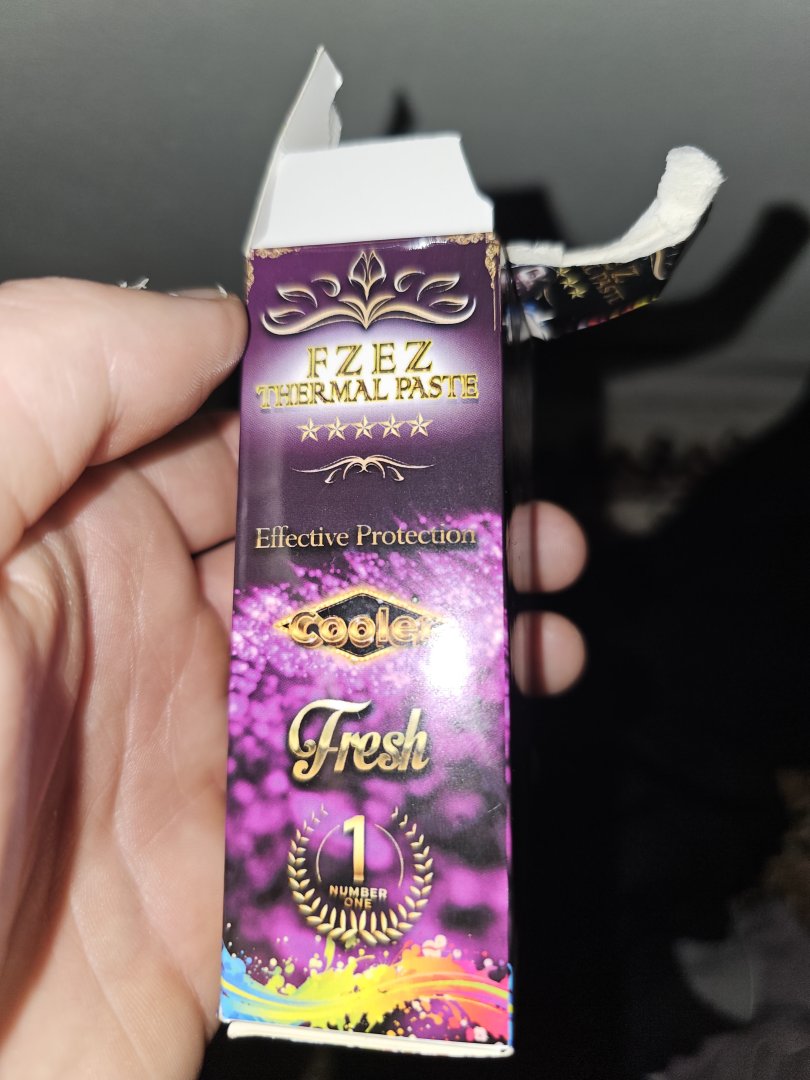 FZEZ
THERMAL PASTE
Effective Protection
Cooler
Fresh
1
NUMBER
ONE